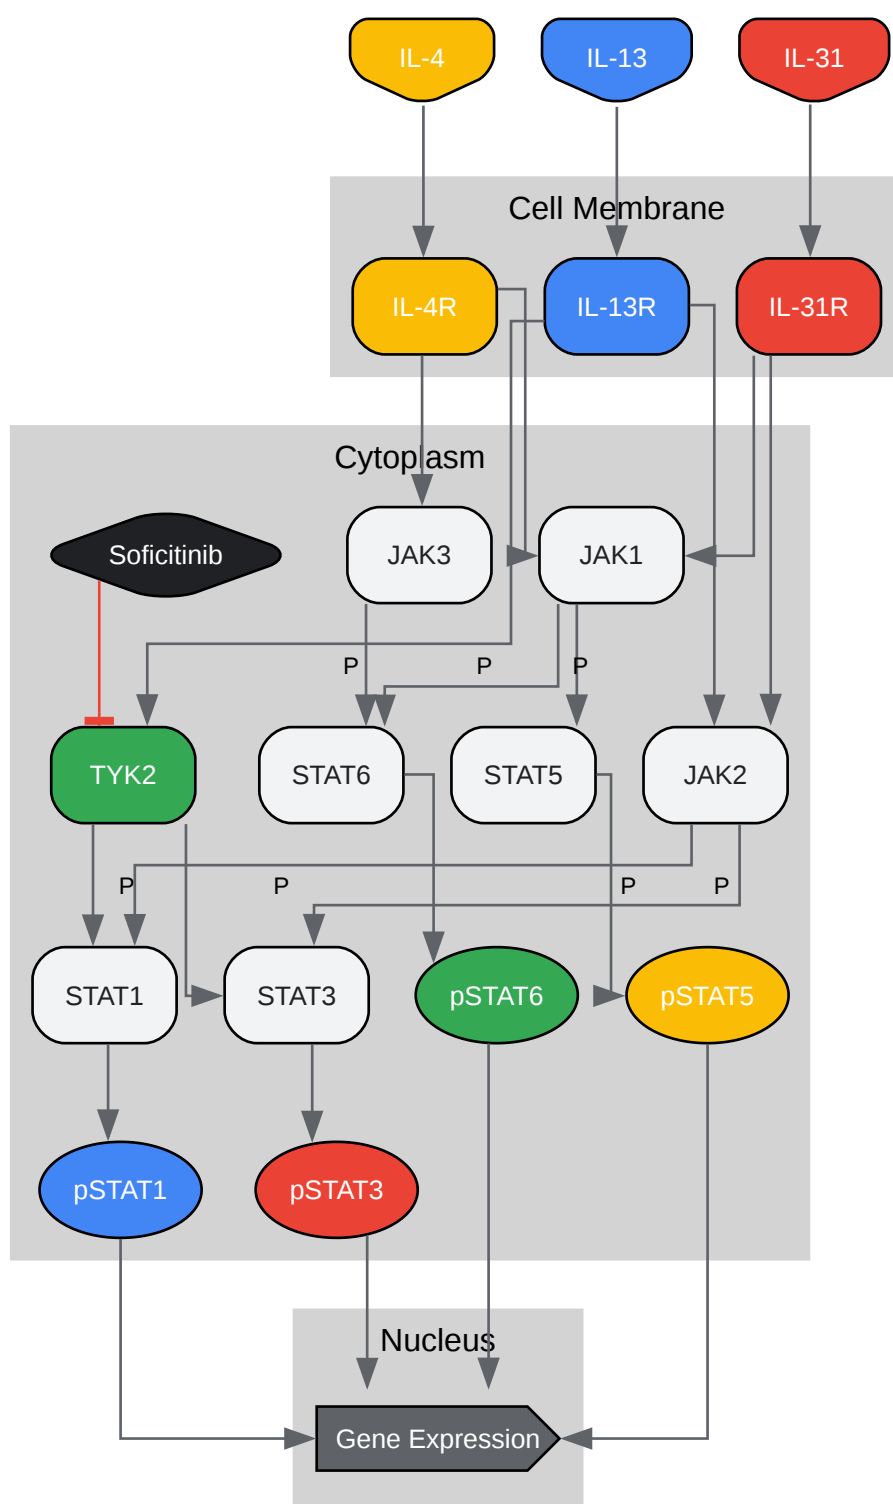 IL-4
IL-13
IL-31
Cell Membrane
IL-4R
IL-13R
IL-31R
Cytoplasm
Soficitinib
JAK3
JAK1
P
P
P
TYK2
STAT6
STAT5
JAK2
P
P
P
P
STAT1
STAT3
pSTAT6
pSTAT5
pSTAT1
pSTAT3
Nucleus
Gene Expression